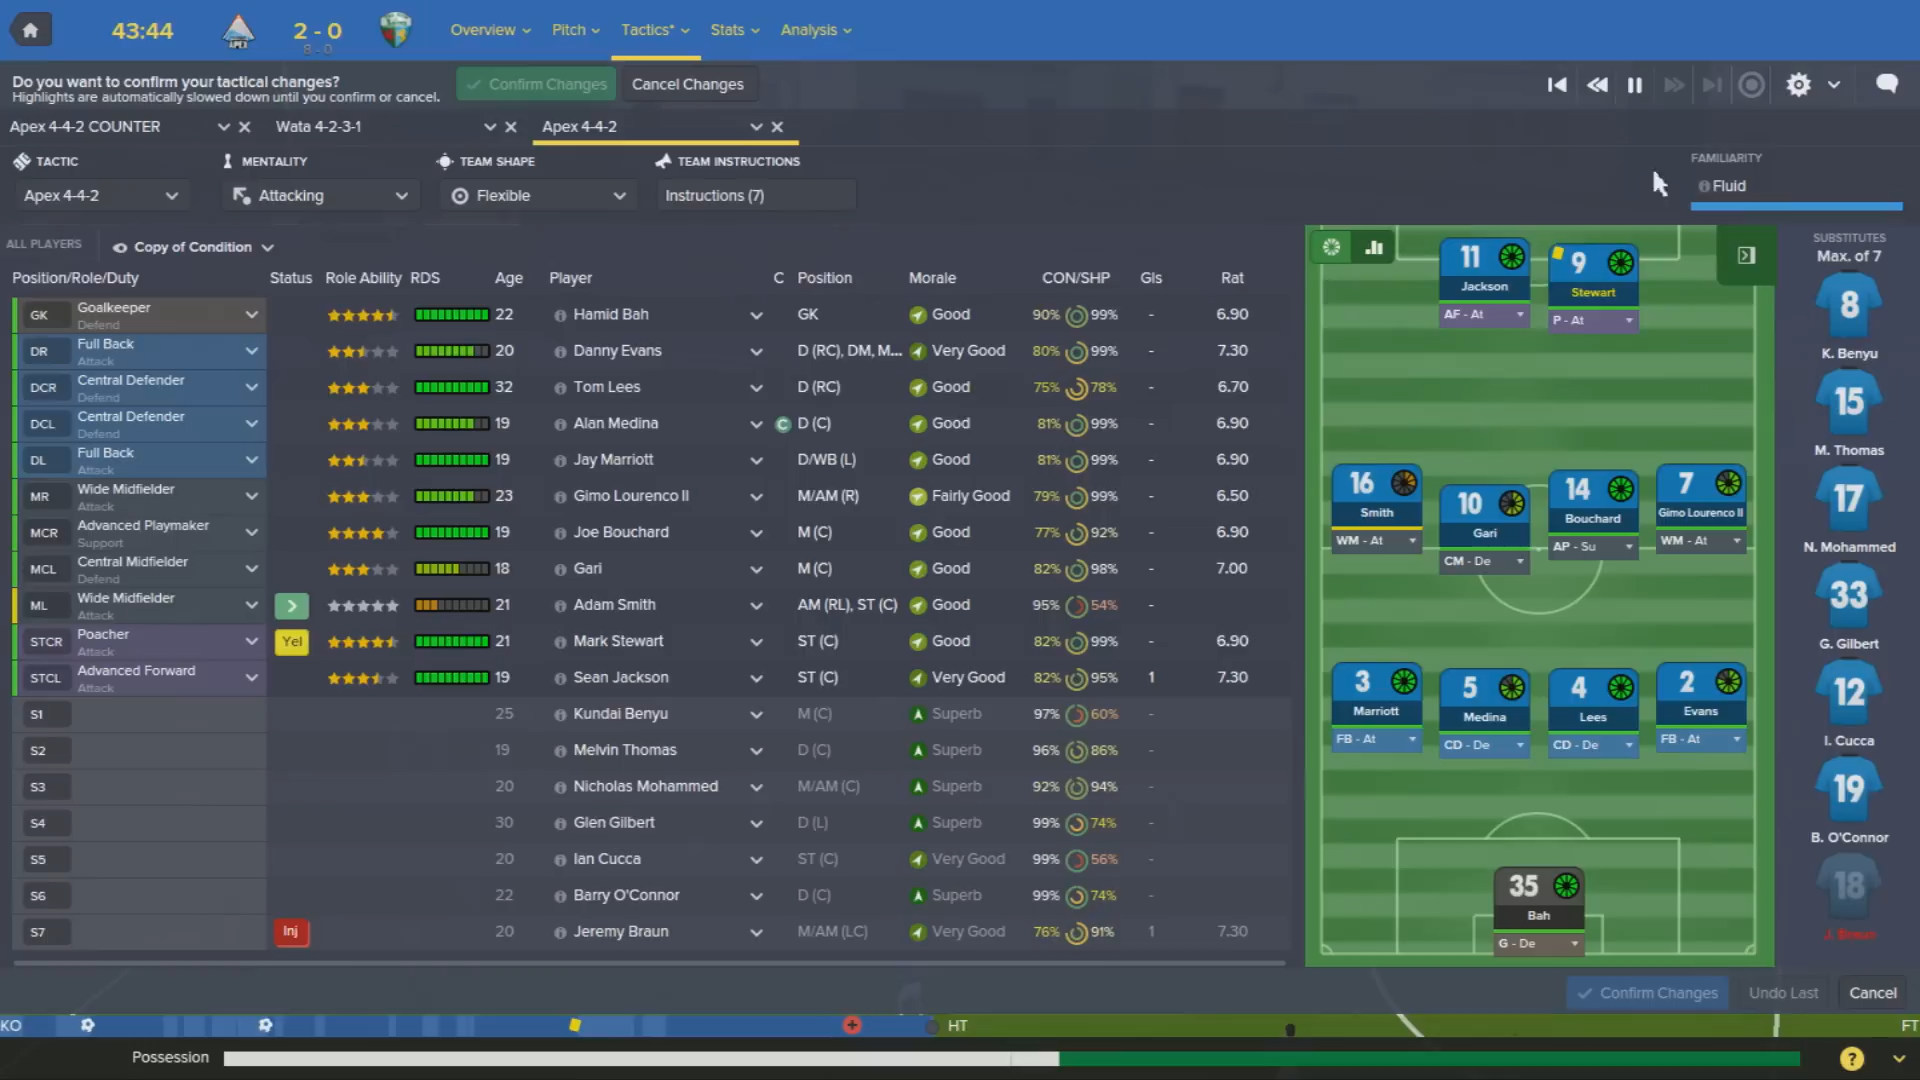 43:44
APEX
2 - 0
8 - 0
Overview
Pitch
Tactics*
Stats
Analysis
Do you want to confirm your tactical changes?
Highlights are automatically slowed down until you confirm or cancel.
Confirm Changes
Cancel Changes
Apex 4-4-2 COUNTER
Wata 4-2-3-1
Apex 4-4-2
TACTIC
MENTALITY
TEAM SHAPE
TEAM INSTRUCTIONS
FAMILIARITY
Apex 4-4-2
Attacking
Flexible
Instructions (7)
Fluid
ALL PLAYERS
Copy of Condition
Position/Role/Duty Status Role Ability RDS Age Player C Position Morale CON/SHP Gls Rat
GK Goalkeeper Defend 22 Hamid Bah GK Good 90% 99% - 6.90
DR Full Back Attack 20 Danny Evans D (RC), DM, M... Very Good 80% 99% - 7.30
DCR Central Defender Defend 32 Tom Lees D (RC) Good 75% 78% - 6.70
DCL Central Defender Defend 19 Alan Medina C D (C) Good 81% 99% - 6.90
DL Full Back Attack 19 Jay Marriott D/WB (L) Good 81% 99% - 6.90
MR Wide Midfielder Attack 23 Gimo Lourenco II M/AM (R) Fairly Good 79% 99% - 6.50
MCR Advanced Playmaker Support 19 Joe Bouchard M (C) Good 77% 92% - 6.90
MCL Central Midfielder Defend 18 Gari M (C) Good 82% 98% - 7.00
ML Wide Midfielder Attack 21 Adam Smith AM (RL), ST (C) Good 95% 54% -
STCR Poacher Attack Yel 21 Mark Stewart ST (C) Good 82% 99% - 6.90
STCL Advanced Forward Attack 19 Sean Jackson ST (C) Very Good 82% 95% 1 7.30
S1 25 Kundai Benyu M (C) Superb 97% 60% -
S2 19 Melvin Thomas D (C) Superb 96% 86% -
S3 20 Nicholas Mohammed M/AM (C) Superb 92% 94% -
S4 30 Glen Gilbert D (L) Superb 99% 74% -
S5 20 Ian Cucca ST (C) Very Good 99% 56% -
S6 22 Barry O'Connor D (C) Superb 99% 74% -
S7 Inj 20 Jeremy Braun M/AM (LC) Very Good 76% 91% 1 7.30
11 Jackson AF - At
9 Stewart P - At
16 Smith WM - At
10 Gari CM - De
14 Bouchard AP - Su
7 Gimo Lourenco II WM - At
3 Marriott FB - At
5 Medina CD - De
4 Lees CD - De
2 Evans FB - At
35 Bah G - De
SUBSTITUTES
Max. of 7
8
K. Benyu
15
M. Thomas
17
N. Mohammed
33
G. Gilbert
12
I. Cucca
19
B. O'Connor
18
J. Braun
Confirm Changes
Undo Last
Cancel
KO
HT
FT
Possession
?